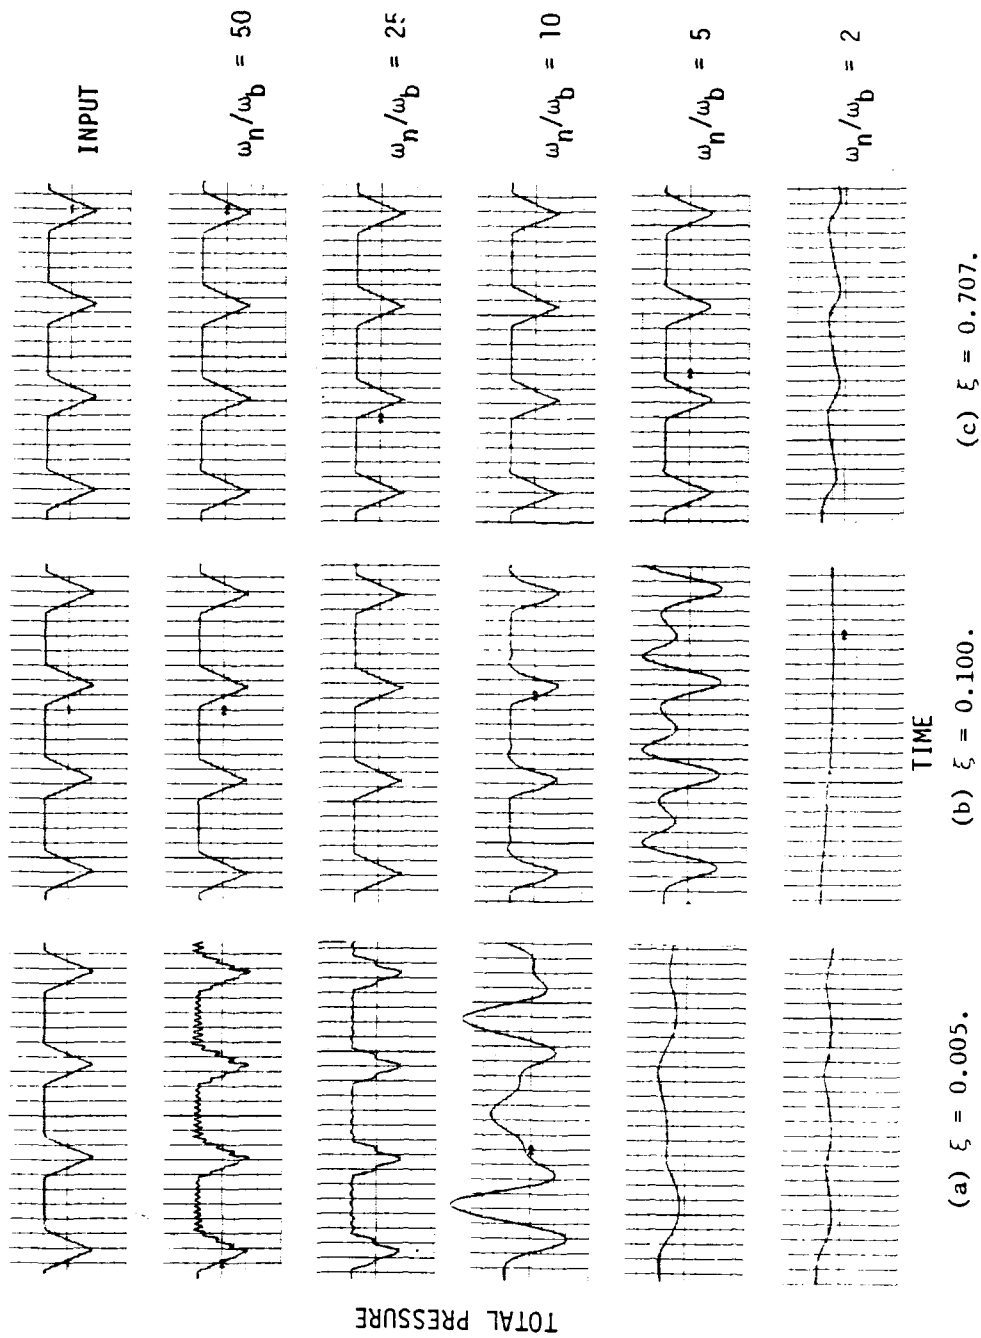 INPUT
ωn/ωb = 50
ωn/ωb = 25
ωn/ωb = 10
ωn/ωb = 5
ωn/ωb = 2
TOTAL PRESSURE
TIME
(a) ξ = 0.005.
(b) ξ = 0.100.
(c) ξ = 0.707.